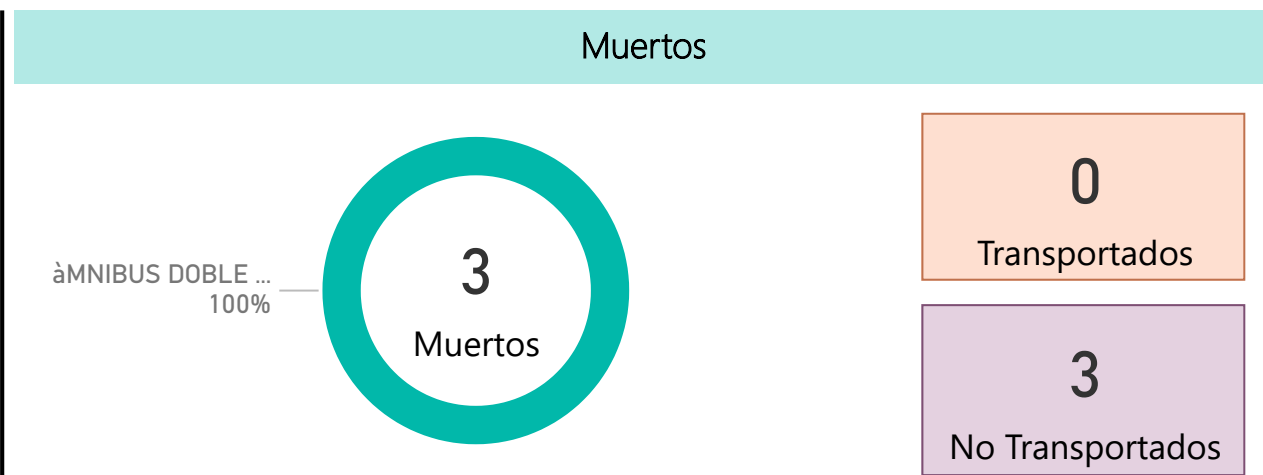 Muertos
àMNIBUS DOBLE ...
100%
3
Muertos
0
Transportados
3
No Transportados